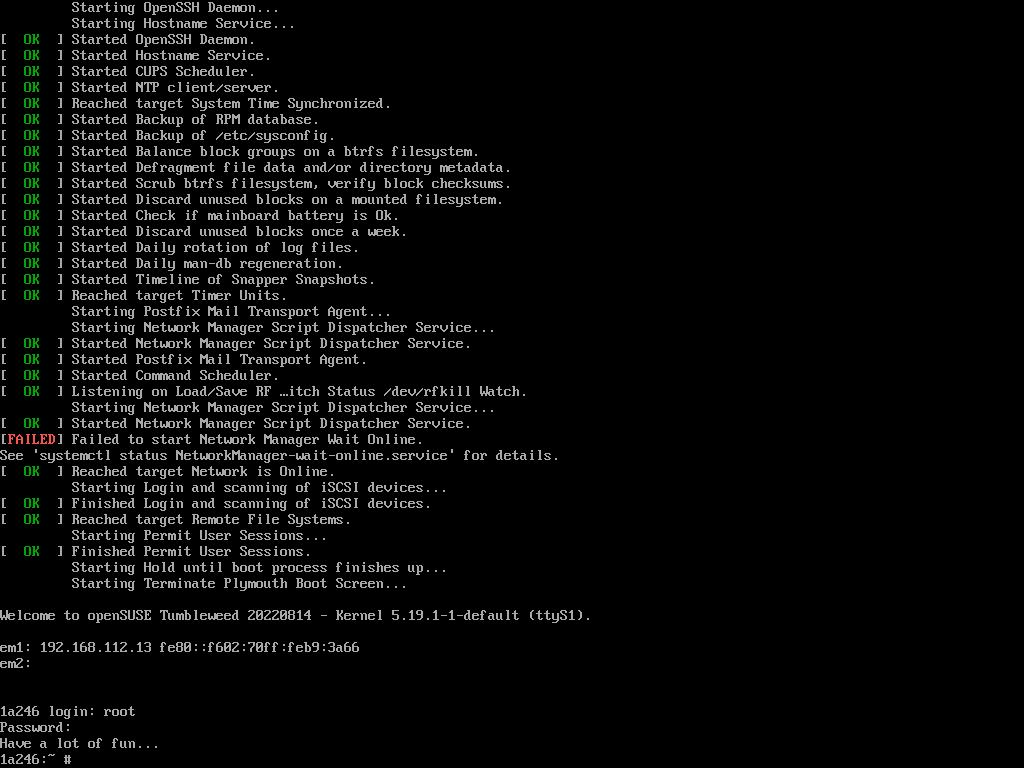 Starting OpenSSH Daemon...
Starting Hostname Service...
[  OK  ] Started OpenSSH Daemon.
[  OK  ] Started Hostname Service.
[  OK  ] Started CUPS Scheduler.
[  OK  ] Started NTP client/server.
[  OK  ] Reached target System Time Synchronized.
[  OK  ] Started Backup of RPM database.
[  OK  ] Started Backup of /etc/sysconfig.
[  OK  ] Started Balance block groups on a btrfs filesystem.
[  OK  ] Started Defragment file data and/or directory metadata.
[  OK  ] Started Scrub btrfs filesystem, verify block checksums.
[  OK  ] Started Discard unused blocks on a mounted filesystem.
[  OK  ] Started Check if mainboard battery is Ok.
[  OK  ] Started Discard unused blocks once a week.
[  OK  ] Started Daily rotation of log files.
[  OK  ] Started Daily man-db regeneration.
[  OK  ] Started Timeline of Snapper Snapshots.
[  OK  ] Reached target Timer Units.
Starting Postfix Mail Transport Agent...
Starting Network Manager Script Dispatcher Service...
[  OK  ] Started Network Manager Script Dispatcher Service.
[  OK  ] Started Postfix Mail Transport Agent.
[  OK  ] Started Command Scheduler.
[  OK  ] Listening on Load/Save RF …itch Status /dev/rfkill Watch.
Starting Network Manager Script Dispatcher Service...
[  OK  ] Started Network Manager Script Dispatcher Service.
[FAILED] Failed to start Network Manager Wait Online.
See 'systemctl status NetworkManager-wait-online.service' for details.
[  OK  ] Reached target Network is Online.
Starting Login and scanning of iSCSI devices...
[  OK  ] Finished Login and scanning of iSCSI devices.
[  OK  ] Reached target Remote File Systems.
Starting Permit User Sessions...
[  OK  ] Finished Permit User Sessions.
Starting Hold until boot process finishes up...
Starting Terminate Plymouth Boot Screen...
Welcome to openSUSE Tumbleweed 20220814 - Kernel 5.19.1-1-default (ttyS1).
em1: 192.168.112.13 fe80::f602:70ff:feb9:3a66
em2:
1a246 login: root
Password:
Have a lot of fun...
1a246:~ #